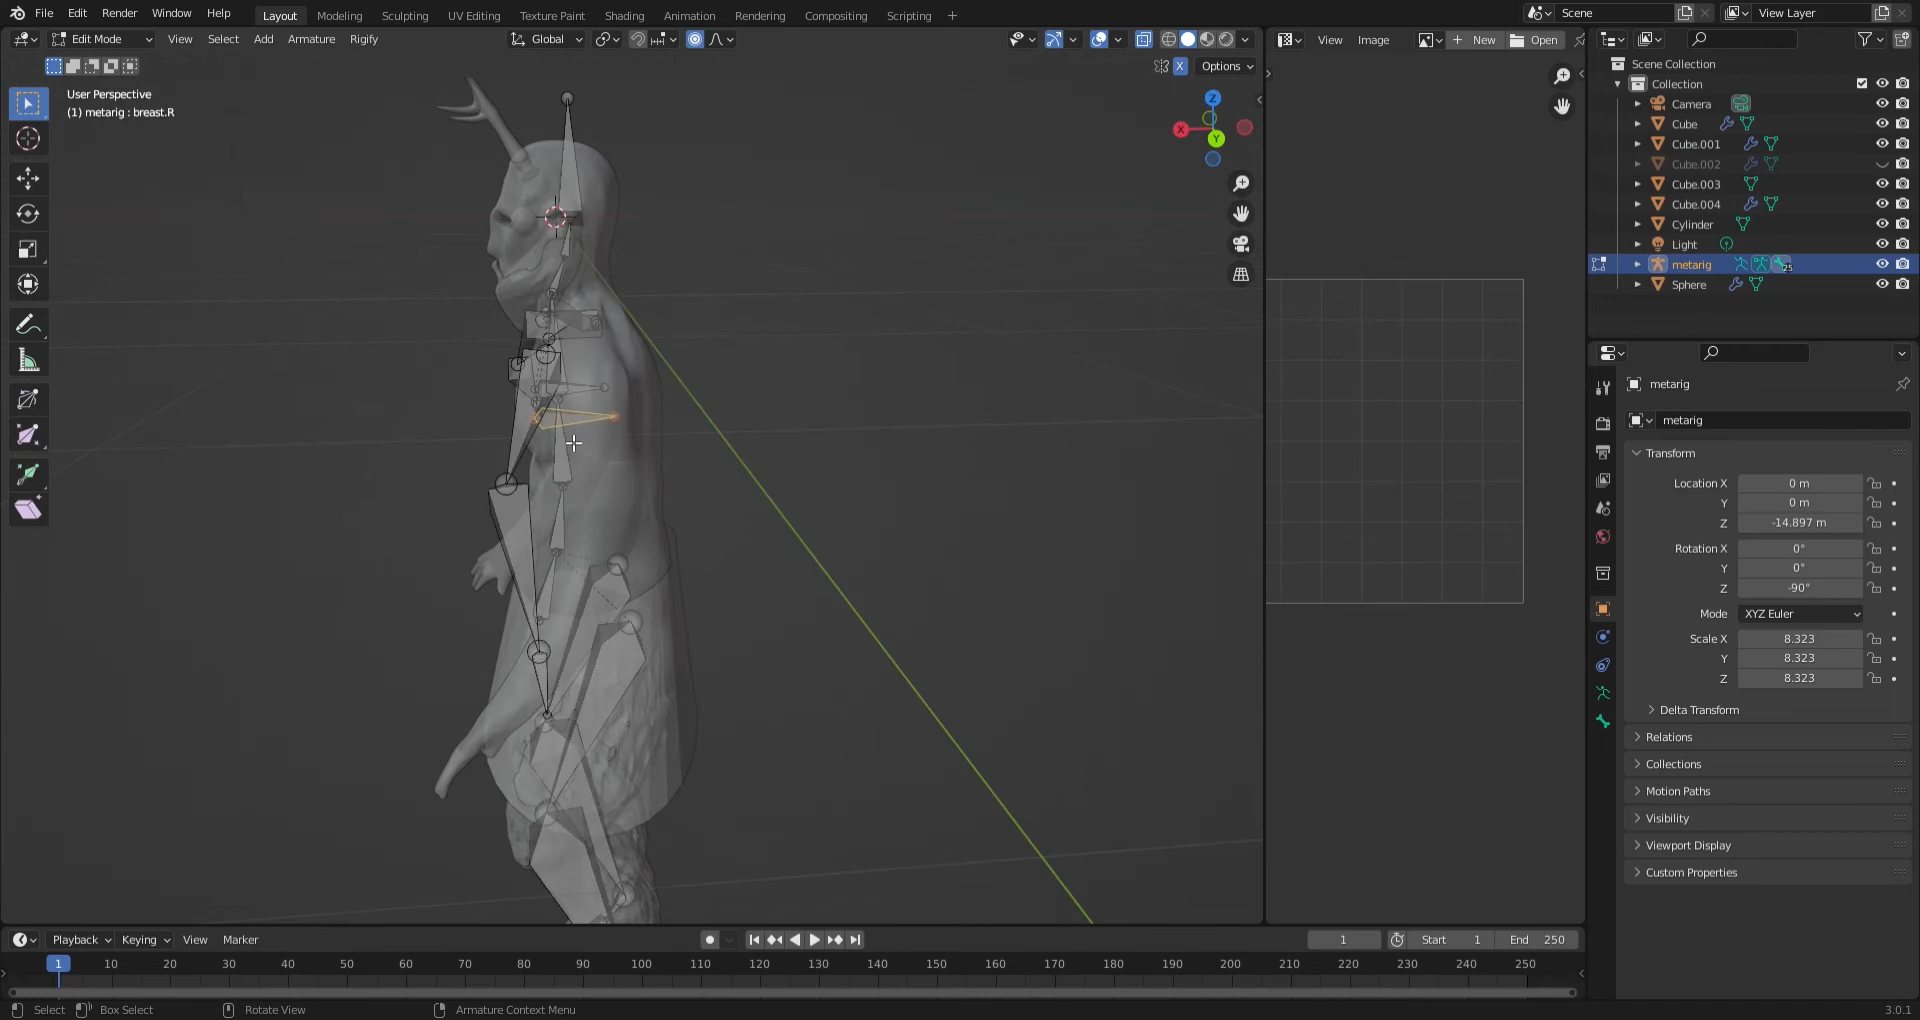 File Edit Render Window Help Layout Modeling Sculpting UV Editing Texture Paint Shading Animation Rendering Compositing Scripting + Scene View Layer
Edit Mode View Select Add Armature Rigify Global View Image New Open
X Options
User Perspective
(1) metarig : breast.R
Z
X
Y
Scene Collection
Collection
Camera
Cube
Cube.001
Cube.002
Cube.003
Cube.004
Cylinder
Light
metarig 25
Sphere
metarig
metarig
Transform
Location X 0 m
Y 0 m
Z -14.897 m
Rotation X 0°
Y 0°
Z -90°
Mode XYZ Euler
Scale X 8.323
Y 8.323
Z 8.323
Delta Transform
Relations
Collections
Motion Paths
Visibility
Viewport Display
Custom Properties
Playback Keying View Marker 1 Start 1 End 250
1 10 20 30 40 50 60 70 80 90 100 110 120 130 140 150 160 170 180 190 200 210 220 230 240 250
Select Box Select Rotate View Armature Context Menu 3.0.1